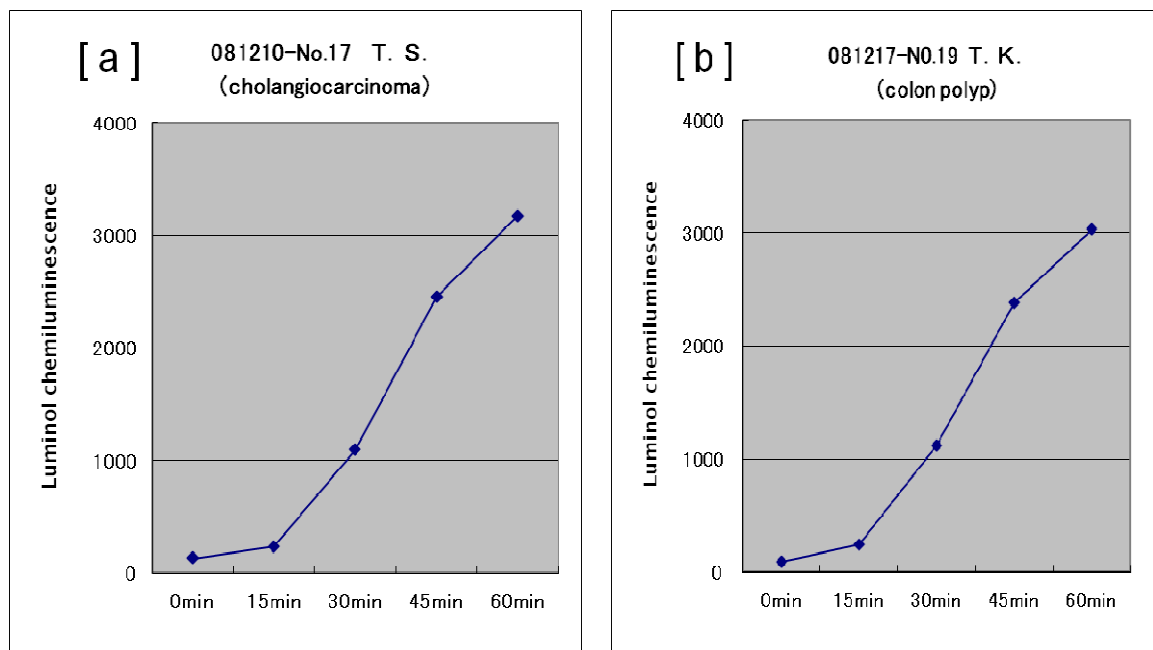 [a]
081210-No.17 T. S.
(cholangiocarcinoma)
Luminol chemiluminescence
4000
3000
2000
1000
0
0min 15min 30min 45min 60min
[b]
081217-N0.19 T. K.
(colon polyp)
Luminol chemiluminescence
4000
3000
2000
1000
0
0min 15min 30min 45min 60min